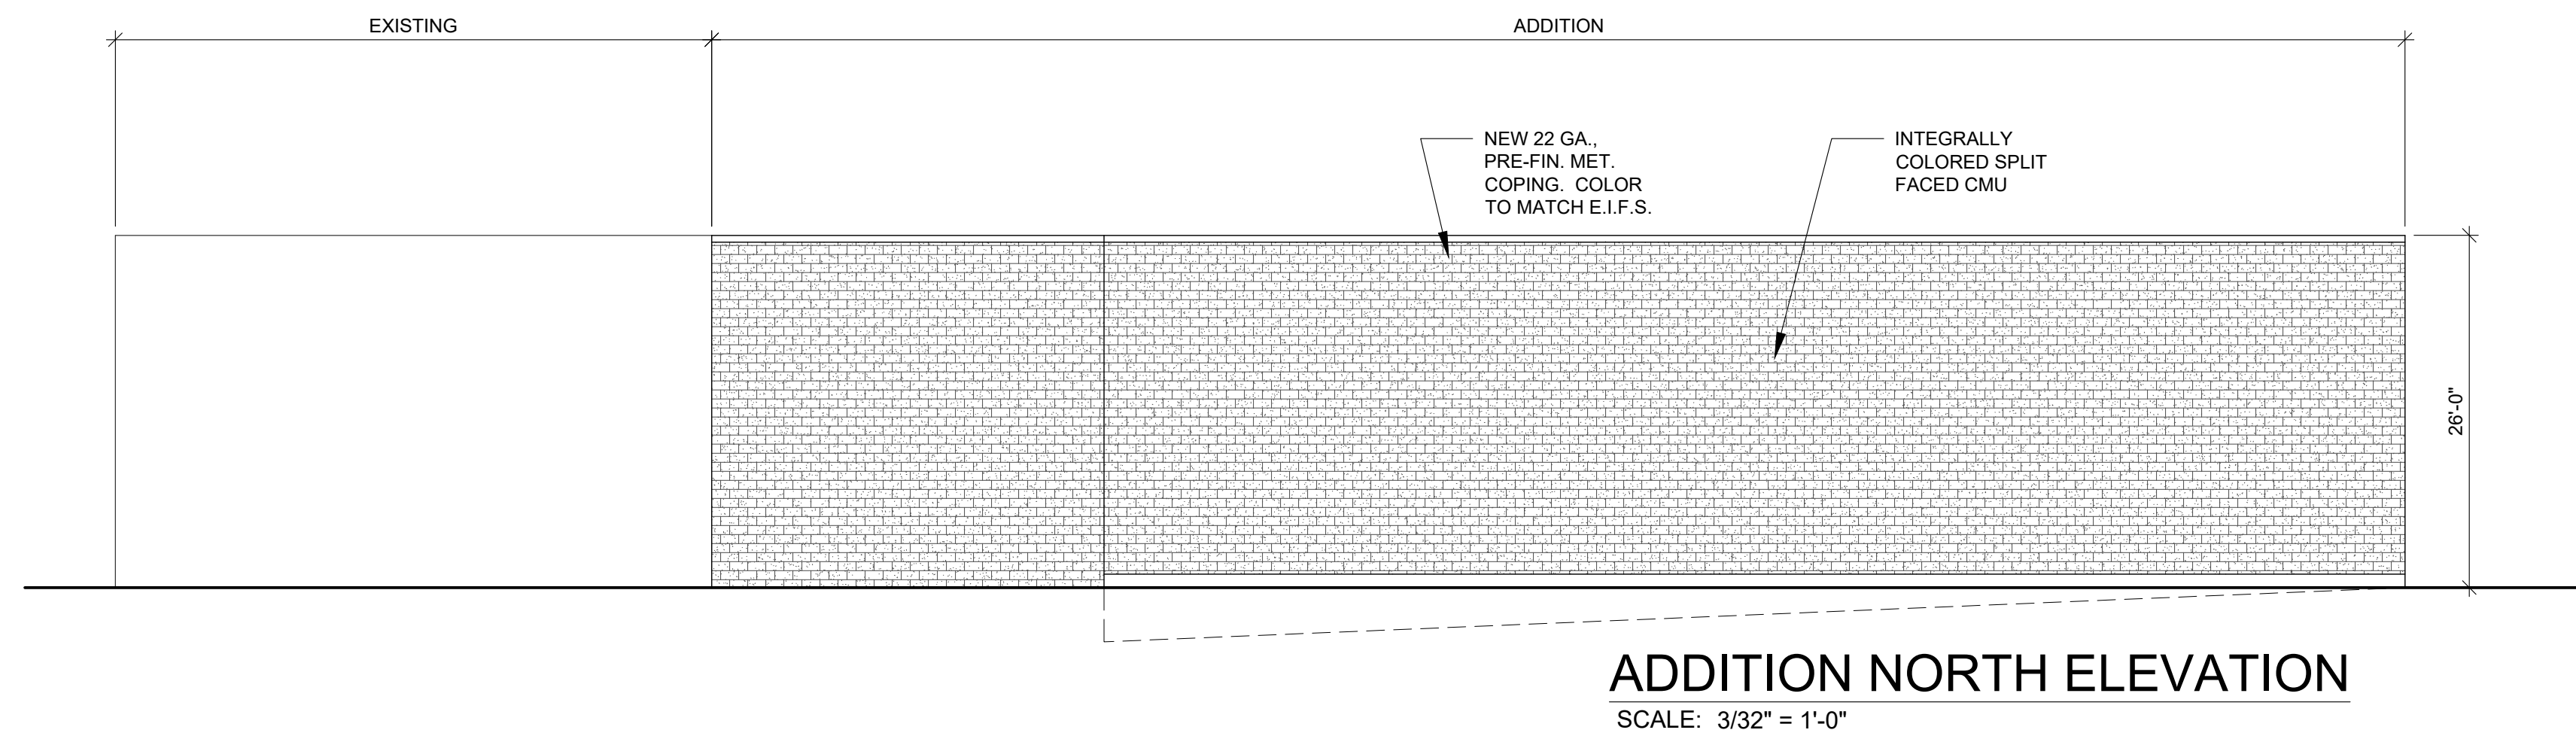 EXISTING
ADDITION
NEW 22 GA.,
PRE-FIN. MET.
COPING. COLOR
TO MATCH E.I.F.S.
INTEGRALLY
COLORED SPLIT
FACED CMU
26'-0"
ADDITION NORTH ELEVATION
SCALE: 3/32" = 1'-0"